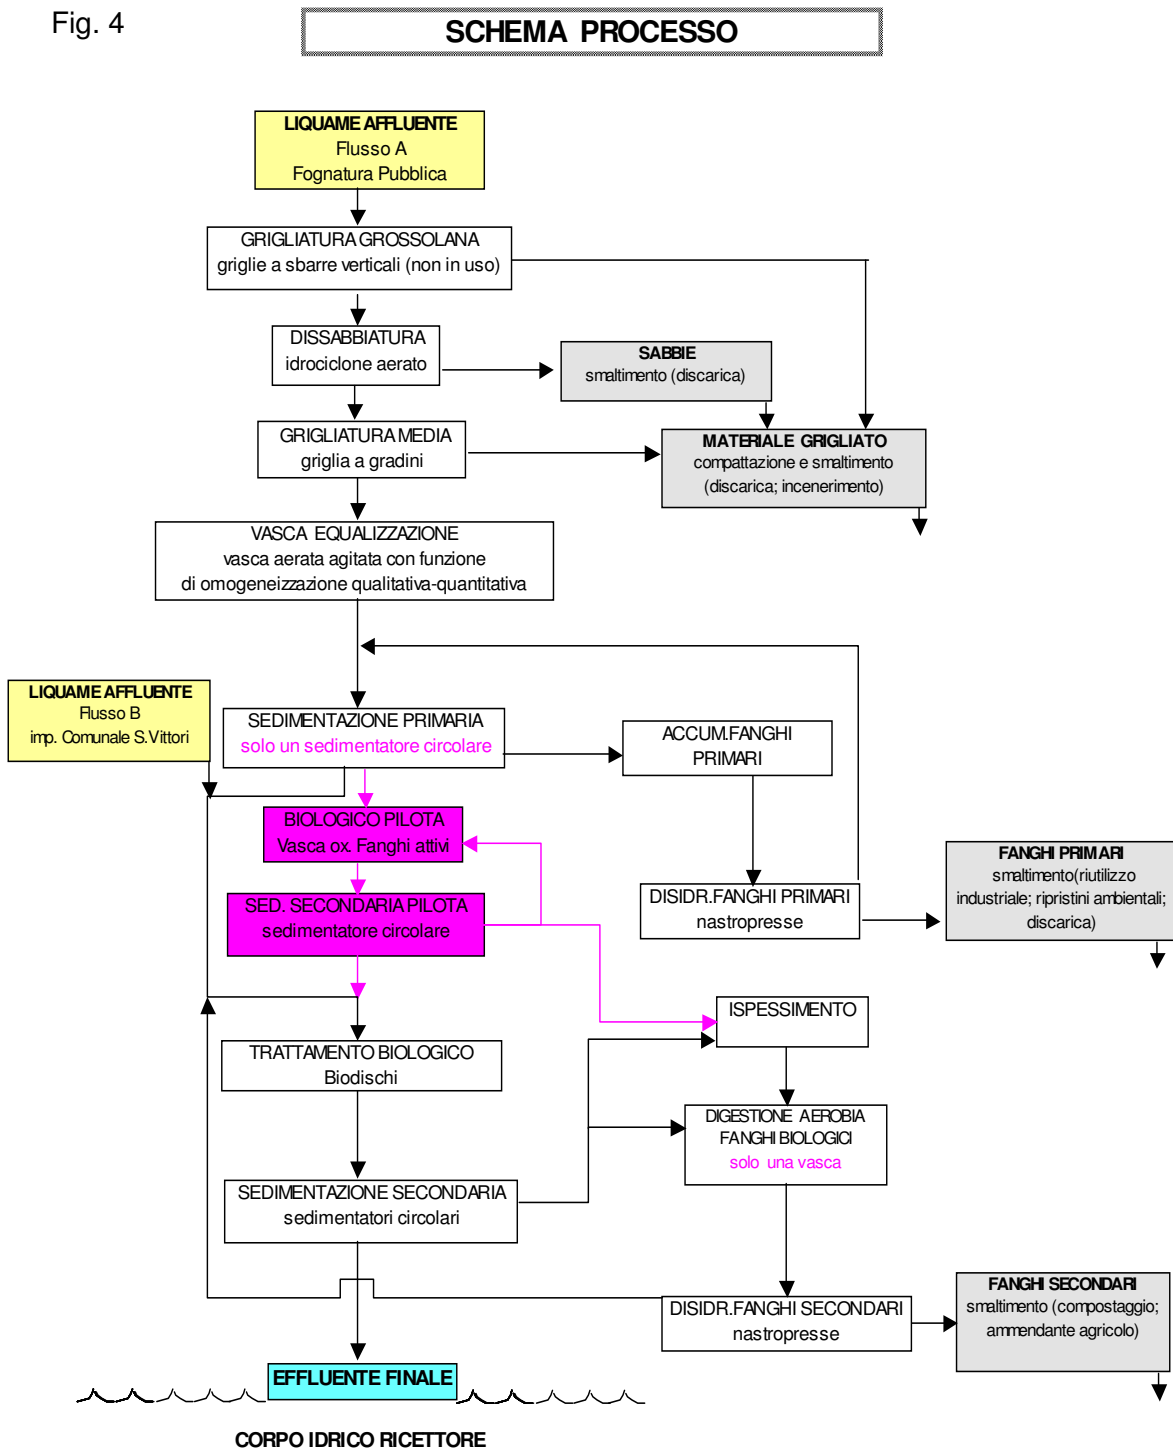 Fig. 4
SCHEMA PROCESSO
LIQUAME AFFLUENTE
Flusso A
Fognatura Pubblica
GRIGLIATURA GROSSOLANA
griglie a sbarre verticali (non in uso)
DISSABBIATURA
idrociclone aerato
SABBIE
smaltimento (discarica)
GRIGLIATURA MEDIA
griglia a gradini
MATERIALE GRIGLIATO
compattazione e smaltimento
(discarica; incenerimento)
VASCA EQUALIZZAZIONE
vasca aerata agitata con funzione
di omogeneizzazione qualitativa-quantitativa
LIQUAME AFFLUENTE
Flusso B
imp. Comunale S.Vittori
SEDIMENTAZIONE PRIMARIA
solo un sedimentatore circolare
ACCUM.FANGHI
PRIMARI
BIOLOGICO PILOTA
Vasca ox. Fanghi attivi
SED. SECONDARIA PILOTA
sedimentatore circolare
DISIDR.FANGHI PRIMARI
nastropresse
FANGHI PRIMARI
smaltimento(riutilizzo
industriale; ripristini ambientali;
discarica)
ISPESSIMENTO
TRATTAMENTO BIOLOGICO
Biodischi
DIGESTIONE AEROBIA
FANGHI BIOLOGICI
solo una vasca
SEDIMENTAZIONE SECONDARIA
sedimentatori circolari
DISIDR.FANGHI SECONDARI
nastropresse
FANGHI SECONDARI
smaltimento (compostaggio;
ammendante agricolo)
EFFLUENTE FINALE
CORPO IDRICO RICETTORE